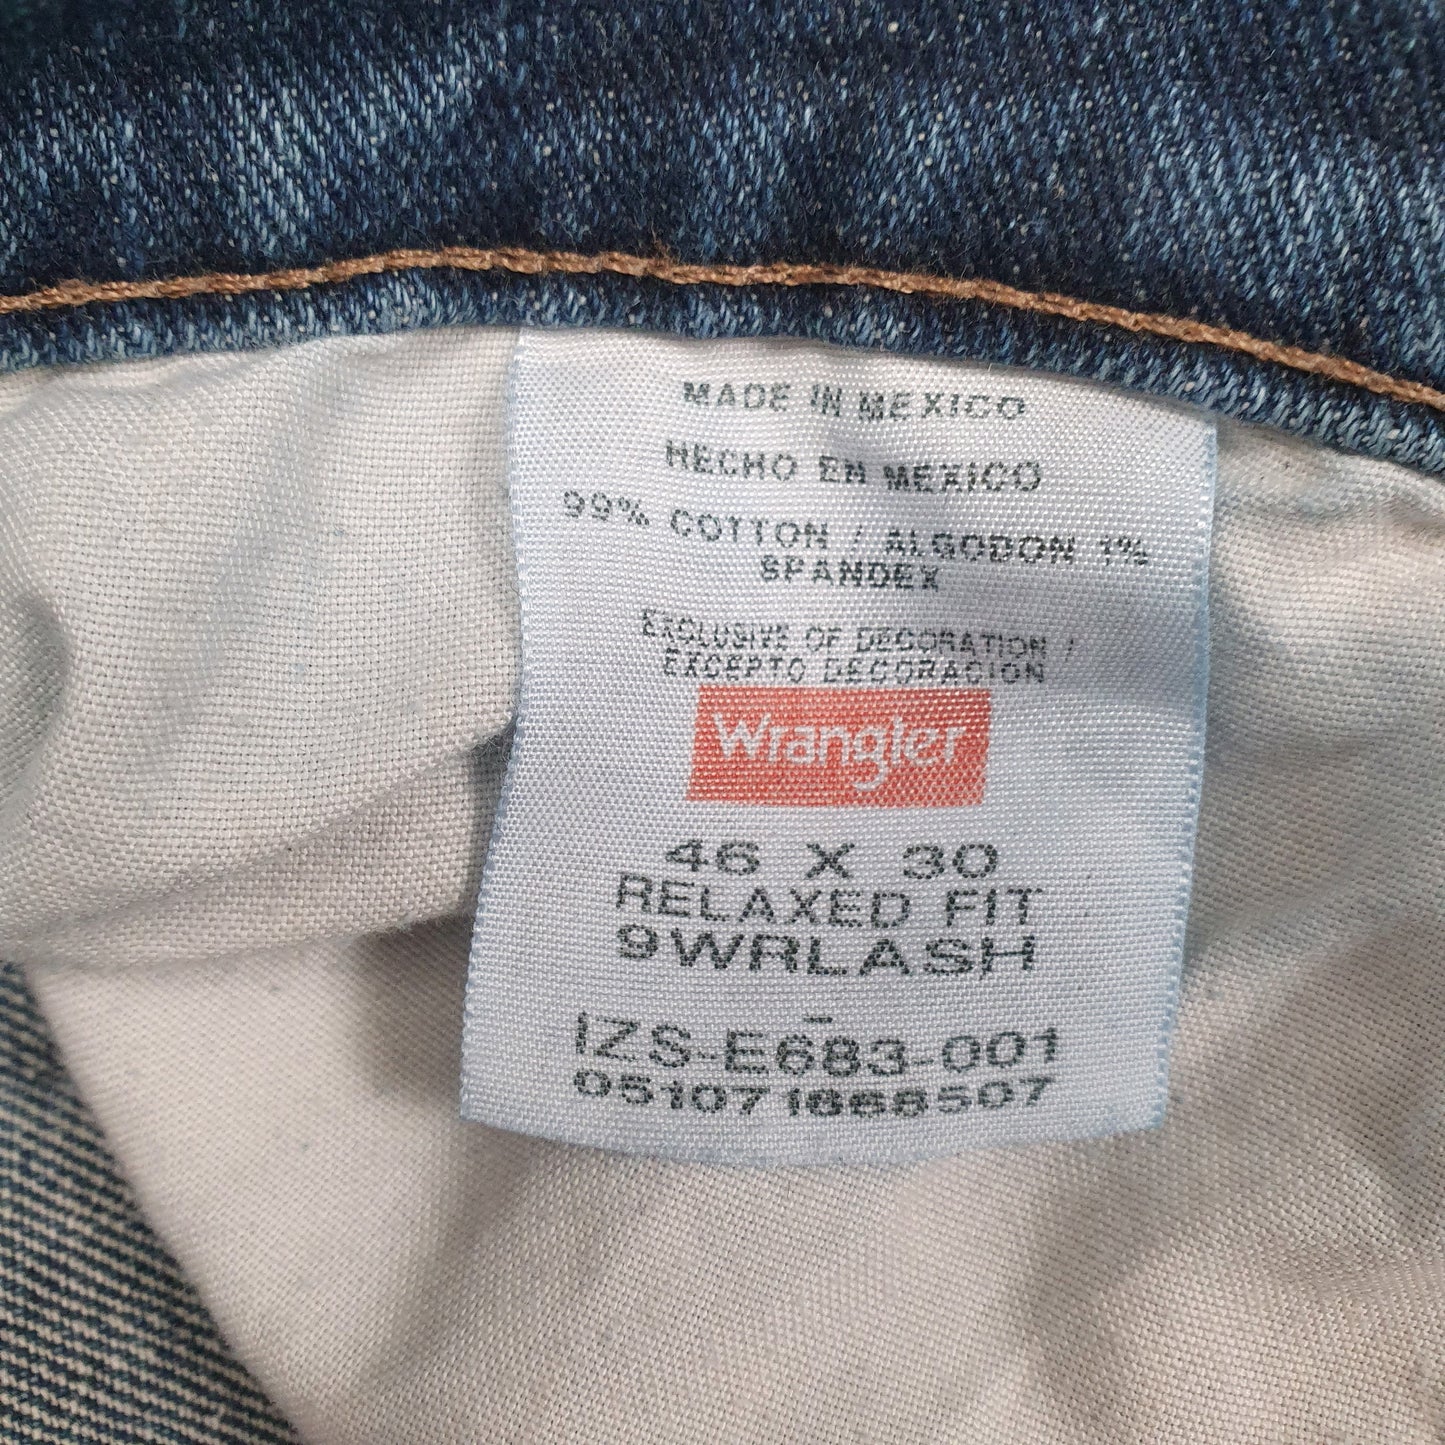 MADE IN MEXICO
HECHO EN MEXICO
99% COTTON / ALGODON 1%
SPANDEX
EXCLUSIVE OF DECORATION /
EXCEPTO DECORACION
Wrangler
46 X 30
RELAXED FIT
9WRLASH
-
IZS-E683-001